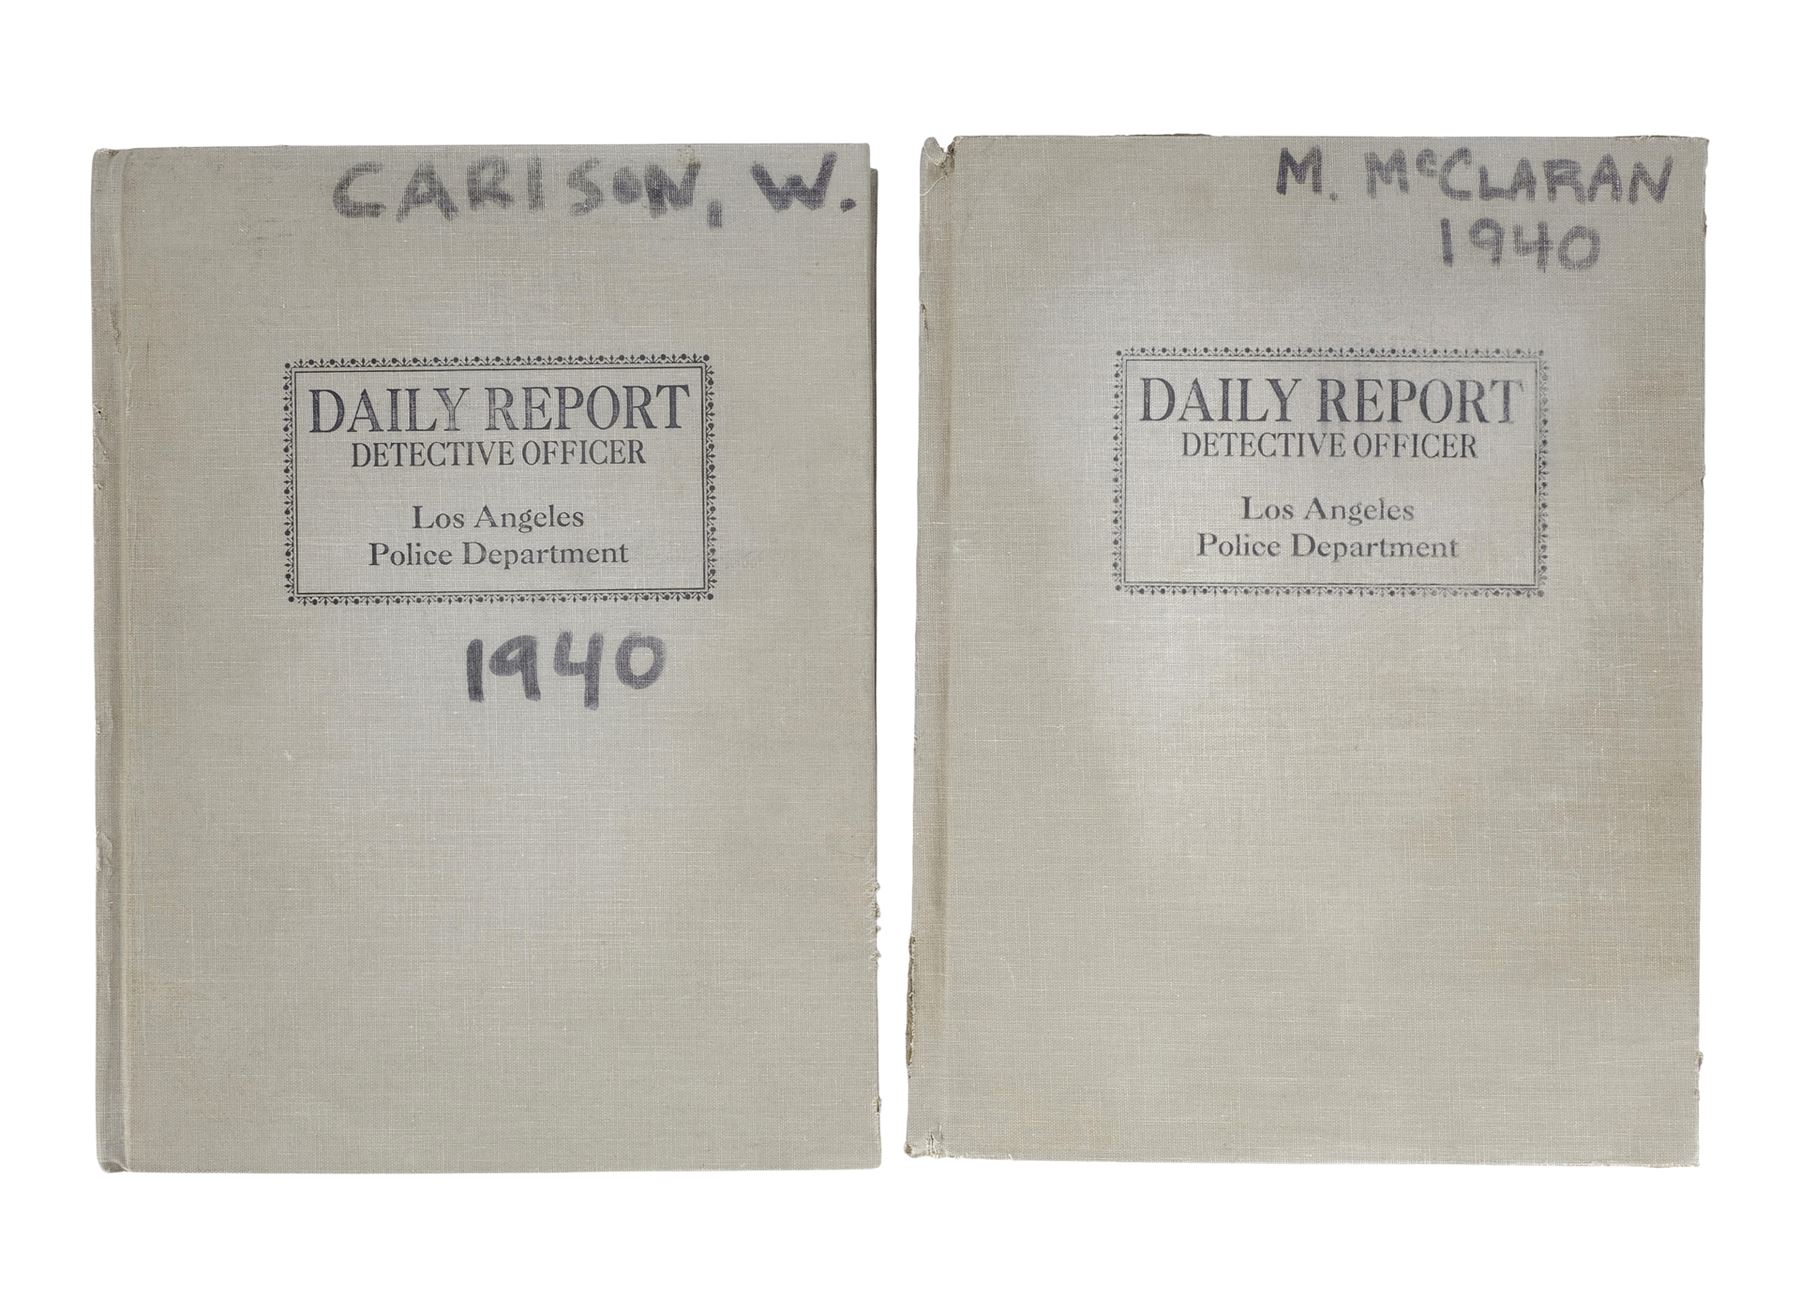 CARlSON, W.
DAILY REPORT
DETECTIVE OFFICER
Los Angeles
Police Department
1940
M. McCLARAN
1940
DAILY REPORT
DETECTIVE OFFICER
Los Angeles
Police Department